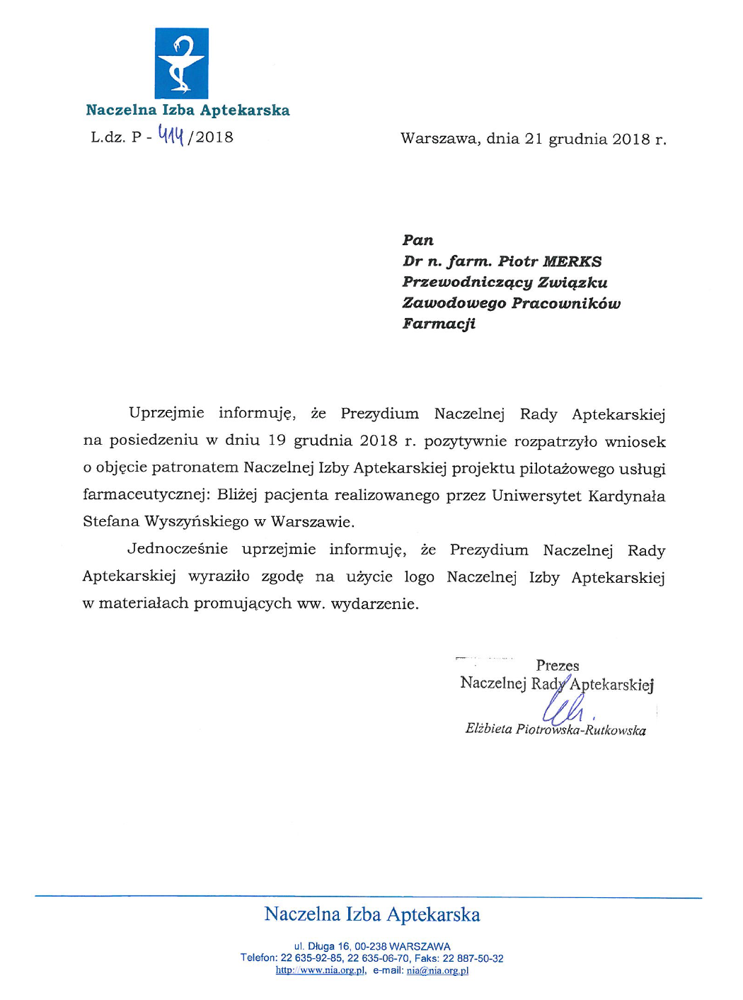 Naczelna Izba Aptekarska
L.dz. P - 414/2018
Warszawa, dnia 21 grudnia 2018 r.
Pan
Dr n. farm. Piotr MERKS
Przewodniczący Związku
Zawodowego Pracowników
Farmacji
Uprzejmie informuję, że Prezydium Naczelnej Rady Aptekarskiej
na posiedzeniu w dniu 19 grudnia 2018 r. pozytywnie rozpatrzyło wniosek
o objęcie patronatem Naczelnej Izby Aptekarskiej projektu pilotażowego usługi
farmaceutycznej: Bliżej pacjenta realizowanego przez Uniwersytet Kardynała
Stefana Wyszyńskiego w Warszawie.
Jednocześnie uprzejmie informuję, że Prezydium Naczelnej Rady
Aptekarskiej wyraziło zgodę na użycie logo Naczelnej Izby Aptekarskiej
w materiałach promujących ww. wydarzenie.
Prezes
Naczelnej Rady Aptekarskiej
Elżbieta Piotrowska-Rutkowska
Naczelna Izba Aptekarska
ul. Długa 16, 00-238 WARSZAWA
Telefon: 22 635-92-85, 22 635-06-70, Faks: 22 887-50-32
http://www.nia.org.pl, e-mail: nia@nia.org.pl